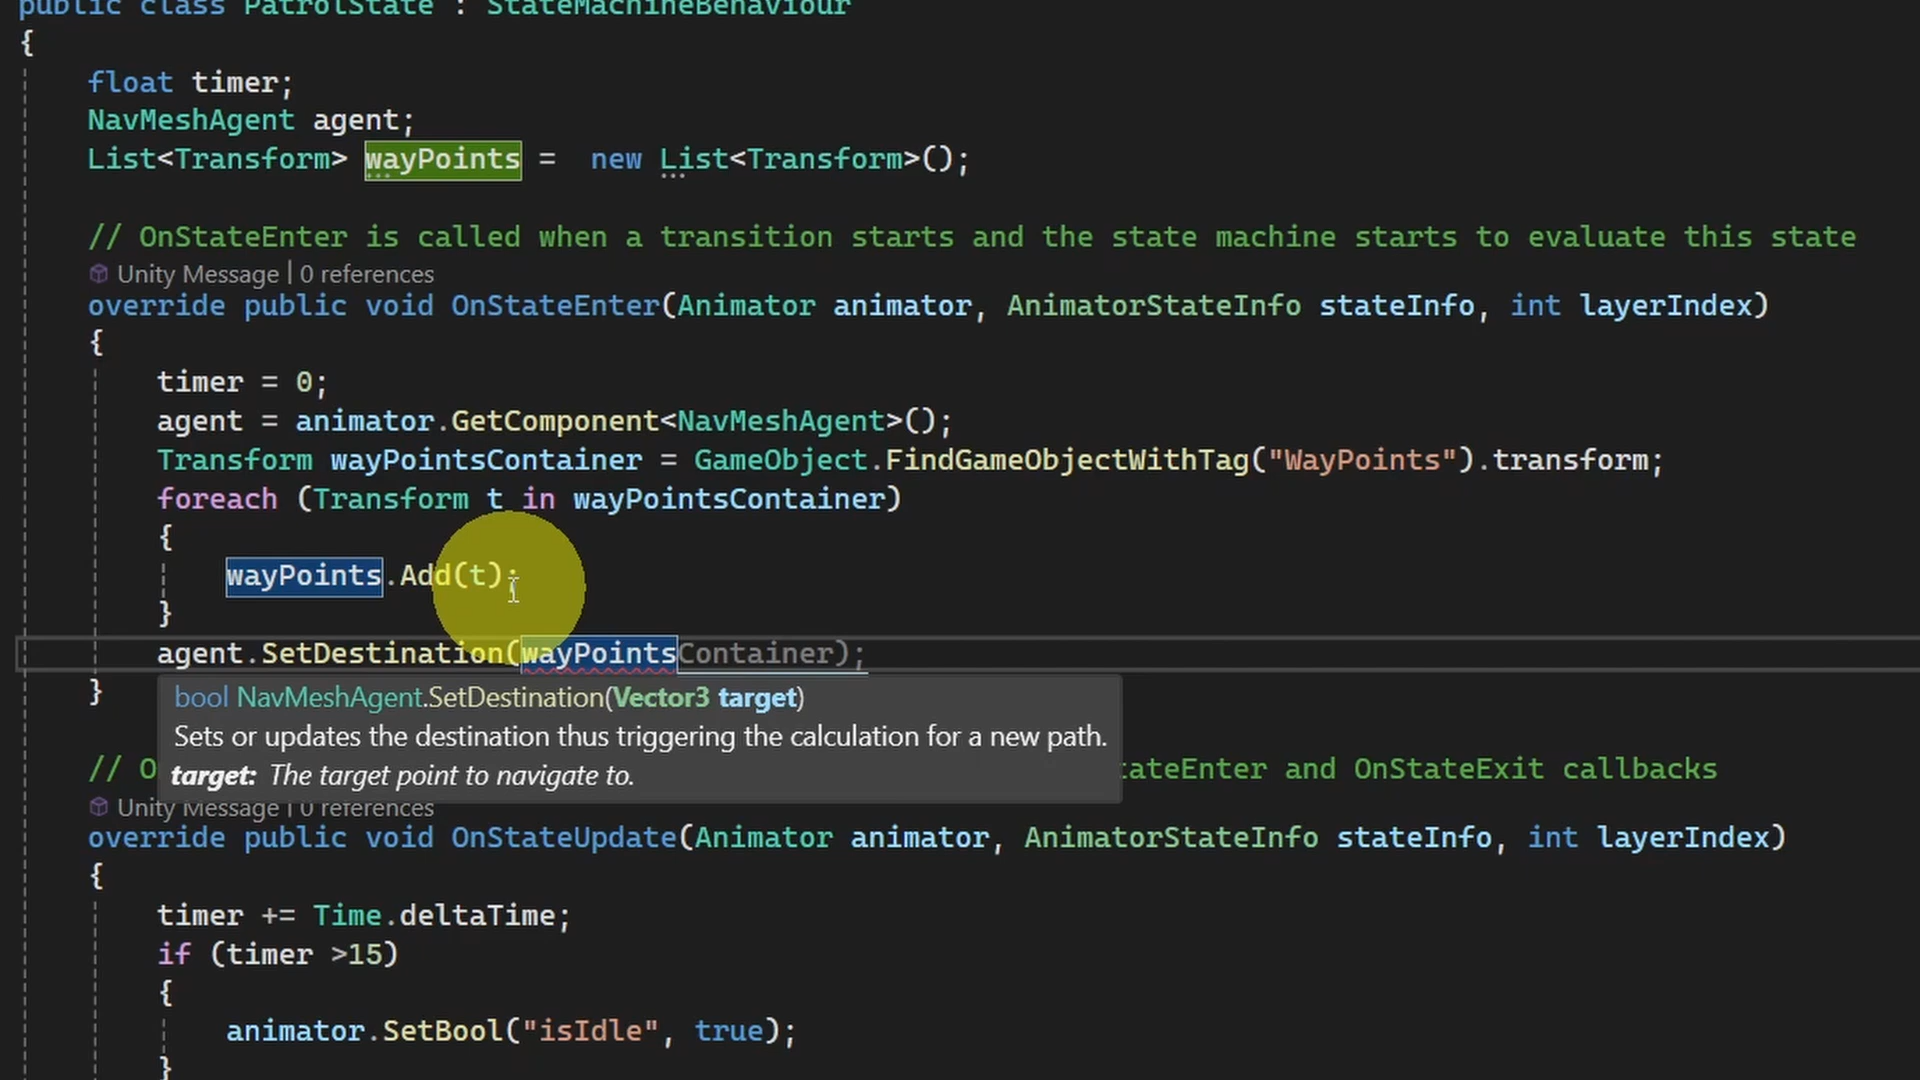 public class PatrolState : StateMachineBehaviour
{
float timer;
NavMeshAgent agent;
List<Transform> wayPoints =  new List<Transform>();
// OnStateEnter is called when a transition starts and the state machine starts to evaluate this state
Unity Message | 0 references
override public void OnStateEnter(Animator animator, AnimatorStateInfo stateInfo, int layerIndex)
{
timer = 0;
agent = animator.GetComponent<NavMeshAgent>();
Transform wayPointsContainer = GameObject.FindGameObjectWithTag("WayPoints").transform;
foreach (Transform t in wayPointsContainer)
{
wayPoints.Add(t);
}
agent.SetDestination(wayPointsContainer);
}
bool NavMeshAgent.SetDestination(Vector3 target)
Sets or updates the destination thus triggering the calculation for a new path.
target: The target point to navigate to.
// O tateEnter and OnStateExit callbacks
Unity Message | 0 references
override public void OnStateUpdate(Animator animator, AnimatorStateInfo stateInfo, int layerIndex)
{
timer += Time.deltaTime;
if (timer >15)
{
animator.SetBool("isIdle", true);
}